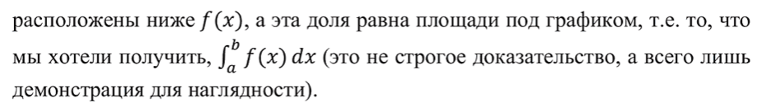 расположены ниже f(x), а эта доля равна площади под графиком, т.е. то, что
мы хотели получить, ∫ₐᵇ f(x) dx (это не строгое доказательство, а всего лишь
демонстрация для наглядности).